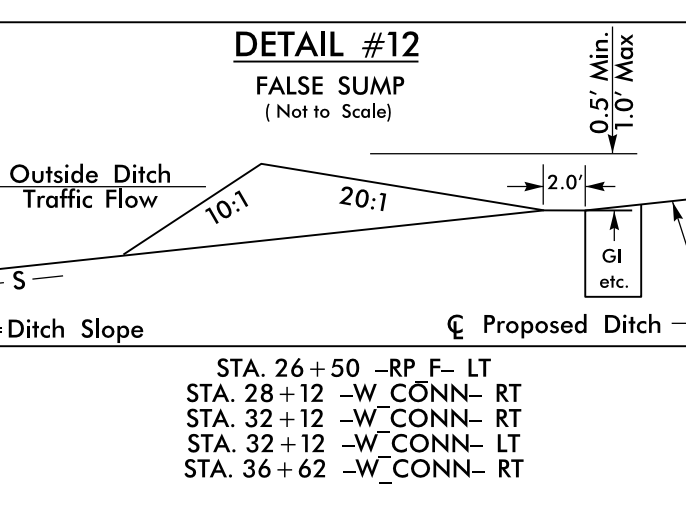 DETAIL #12
FALSE SUMP
( Not to Scale)
0.5' Min.
1.0' Max
Outside Ditch
Traffic Flow
10:1
20:1
2.0'
GI
etc.
S
=Ditch Slope
℄ Proposed Ditch
STA. 26+50 –RP_F– LT
STA. 28+12 –W_CONN– RT
STA. 32+12 –W_CONN– RT
STA. 32+12 –W_CONN– LT
STA. 36+62 –W_CONN– RT